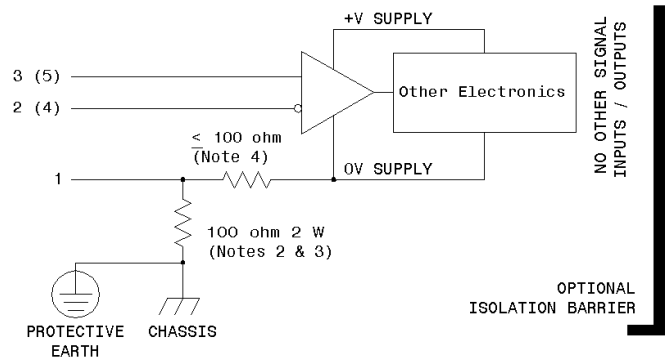 +V SUPPLY
3 (5)
2 (4)
Other Electronics
NO OTHER SIGNAL
INPUTS / OUTPUTS
≤ 100 ohm
(Note 4)
1
0V SUPPLY
100 ohm 2 W
(Notes 2 & 3)
OPTIONAL
ISOLATION BARRIER
PROTECTIVE
EARTH
CHASSIS